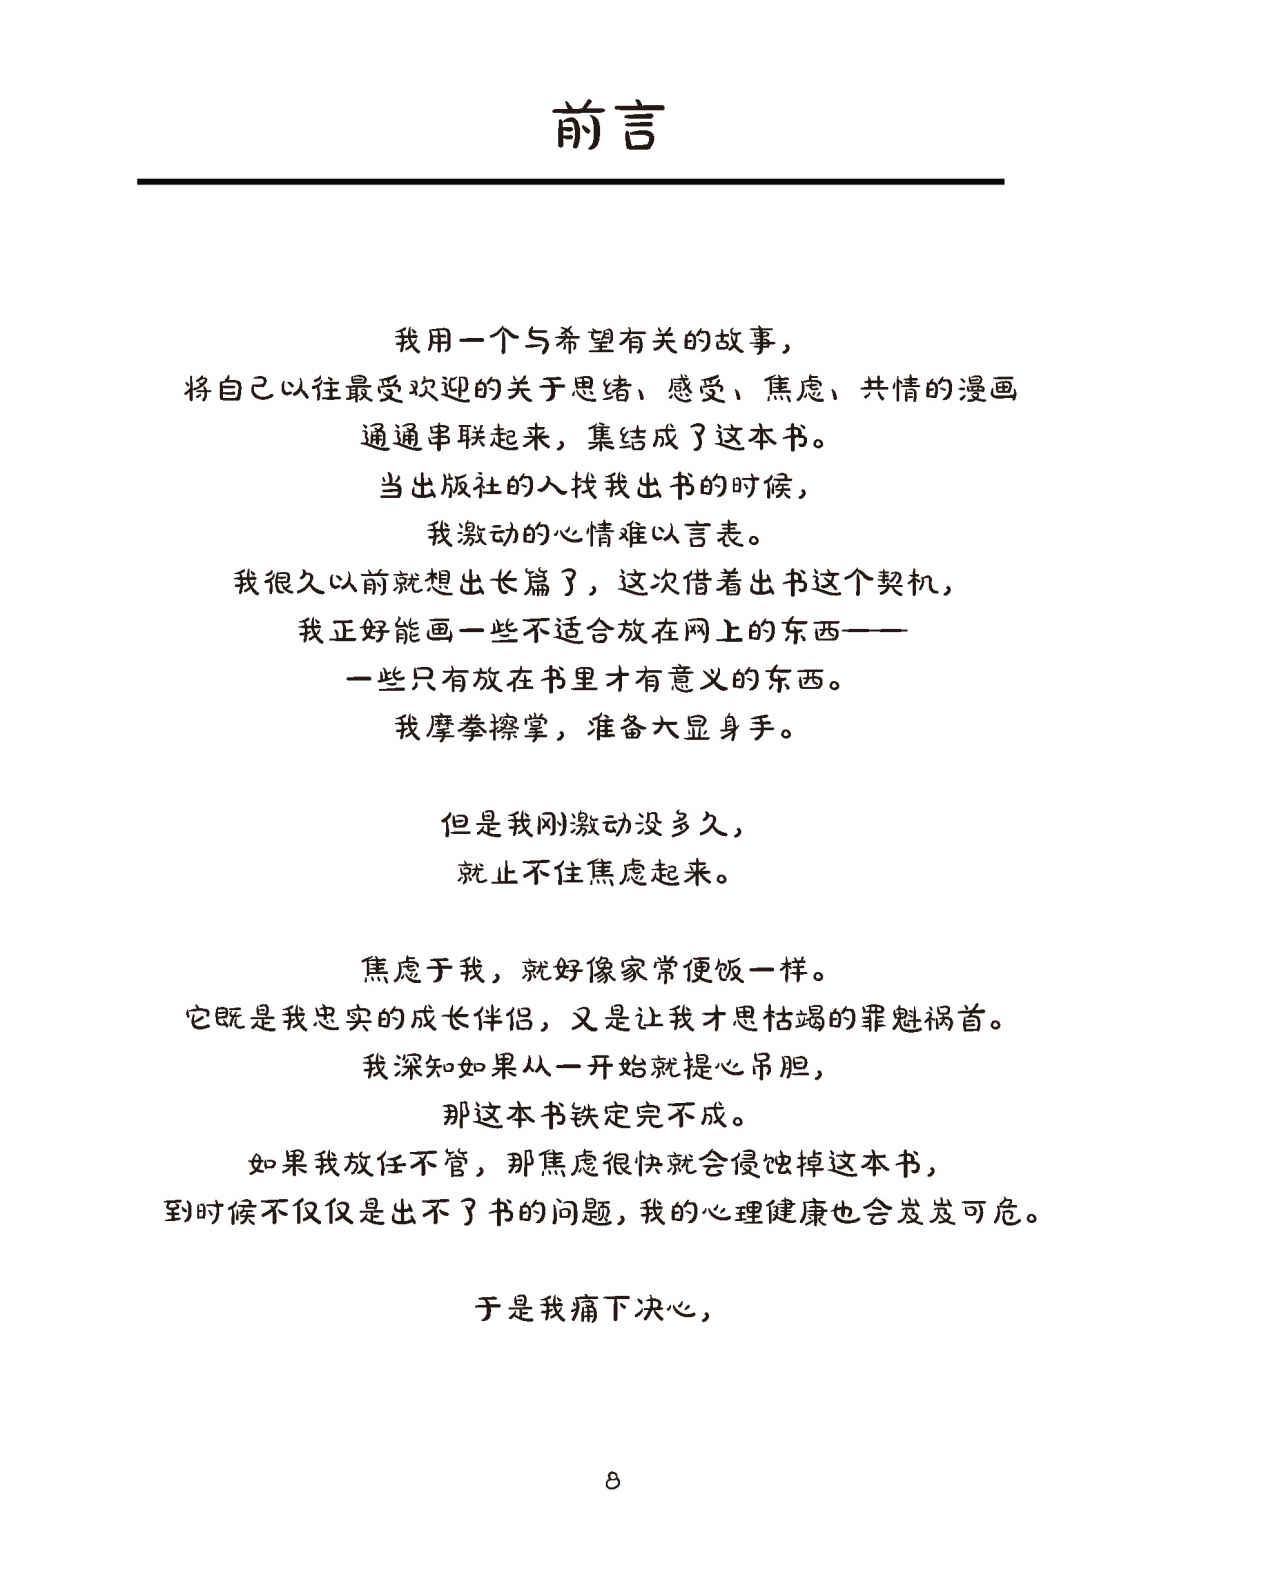 前言
我用一个与希望有关的故事，
将自己以往最受欢迎的关于思绪、感受、焦虑、共情的漫画
通通串联起来，集结成了这本书。
当出版社的人找我出书的时候，
我激动的心情难以言表。
我很久以前就想出长篇了，这次借着出书这个契机，
我正好能画一些不适合放在网上的东西——
一些只有放在书里才有意义的东西。
我摩拳擦掌，准备大显身手。
但是我刚激动没多久，
就止不住焦虑起来。
焦虑于我，就好像家常便饭一样。
它既是我忠实的成长伴侣，又是让我才思枯竭的罪魁祸首。
我深知如果从一开始就提心吊胆，
那这本书铁定完不成。
如果我放任不管，那焦虑很快就会侵蚀掉这本书，
到时候不仅仅是出不了书的问题，我的心理健康也会岌岌可危。
于是我痛下决心，
8